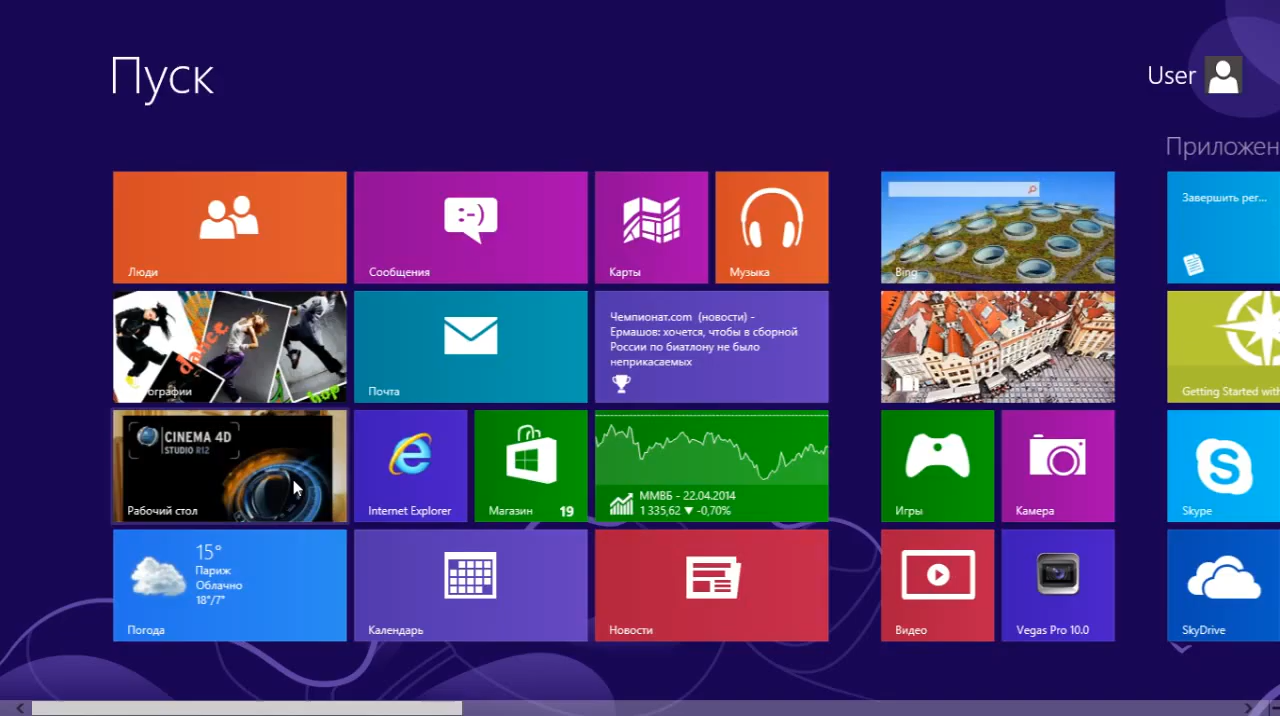 Пуск
User
Приложен
Люди
Сообщения
Карты
Музыка
Bing
Завершить рег...
dance
hop
ографии
Почта
Чемпионат.com (новости) -
Ермашов: хочется, чтобы в сборной
России по биатлону не было
неприкасаемых
Getting Started with
CINEMA 4D
STUDIO R12
Рабочий стол
Internet Explorer
Магазин 19
ММВБ - 22.04.2014
1 335,62 ▼ -0,70%
Игры
Камера
Skype
15°
Париж
Облачно
18°/7°
Погода
Календарь
Новости
Видео
Vegas Pro 10.0
SkyDrive